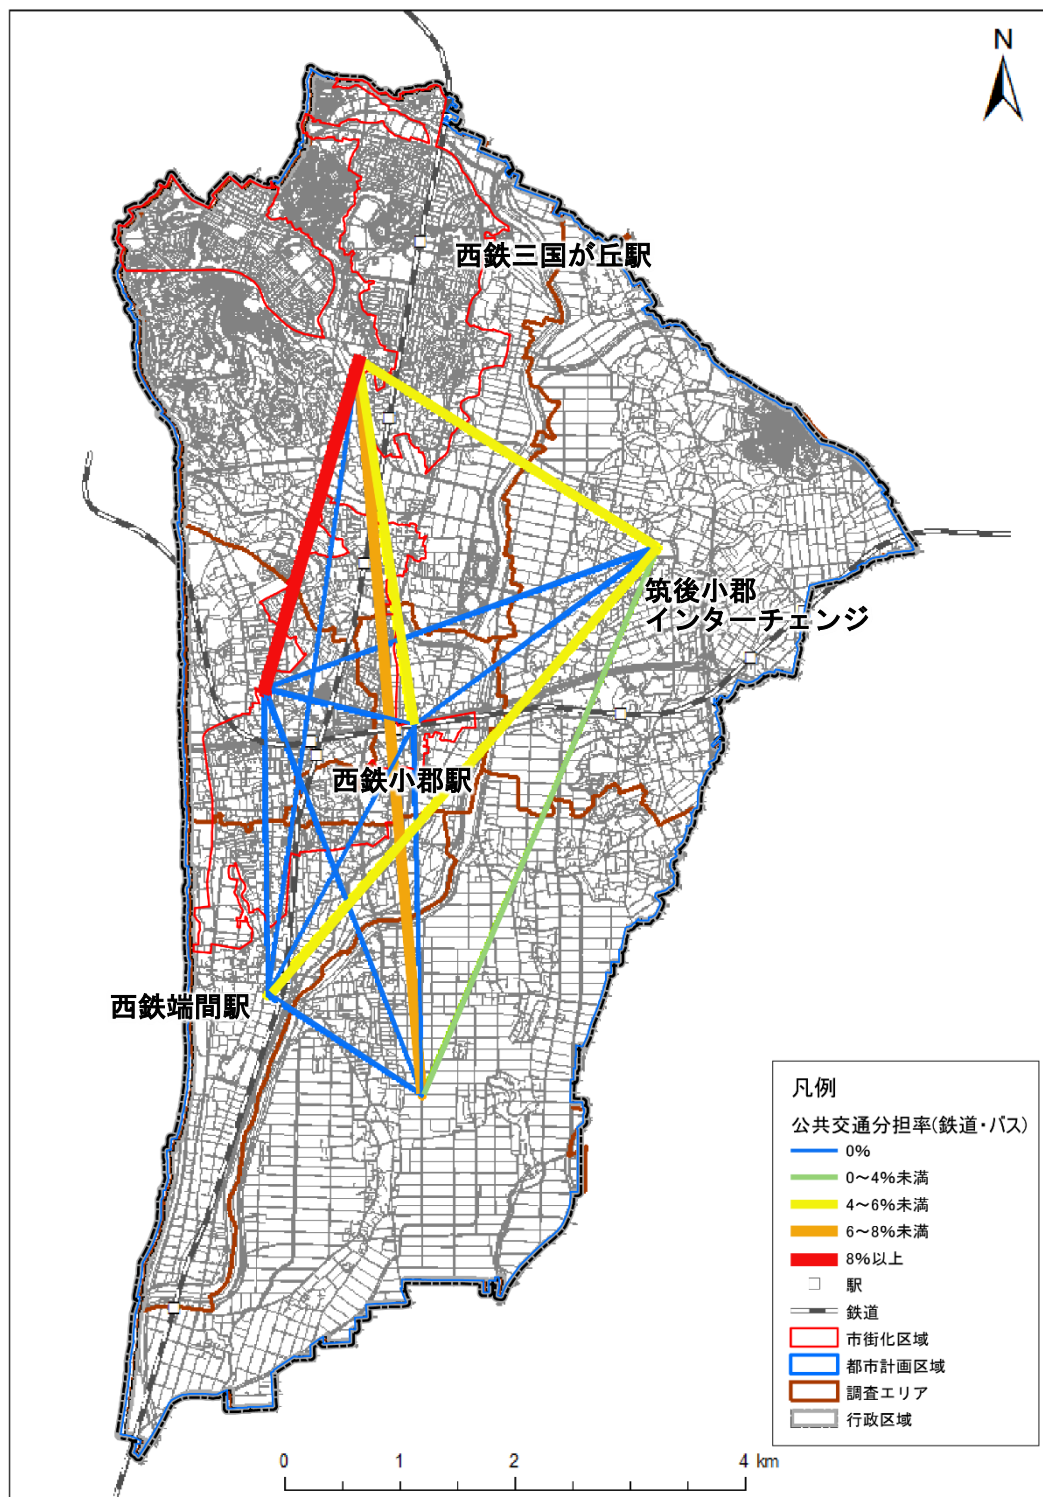 N
西鉄三国が丘駅
筑後小郡
インターチェンジ
西鉄小郡駅
西鉄端間駅
凡例
公共交通分担率(鉄道・バス)
0%
0～4%未満
4～6%未満
6～8%未満
8%以上
駅
鉄道
市街化区域
都市計画区域
調査エリア
行政区域
0 1 2 4 km